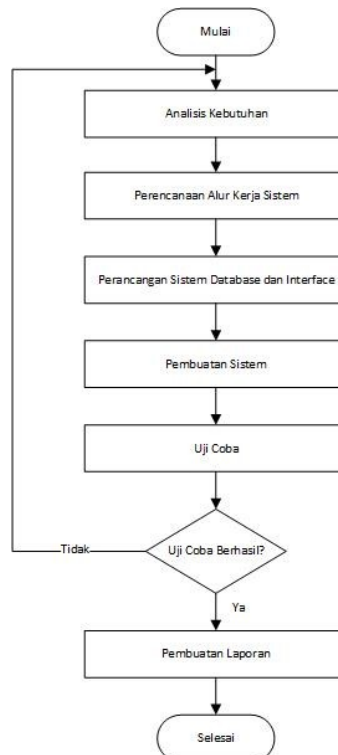 Mulai
Analisis Kebutuhan
Perencanaan Alur Kerja Sistem
Perancangan Sistem Database dan Interface
Pembuatan Sistem
Uji Coba
Uji Coba Berhasil?
Tidak
Ya
Pembuatan Laporan
Selesai